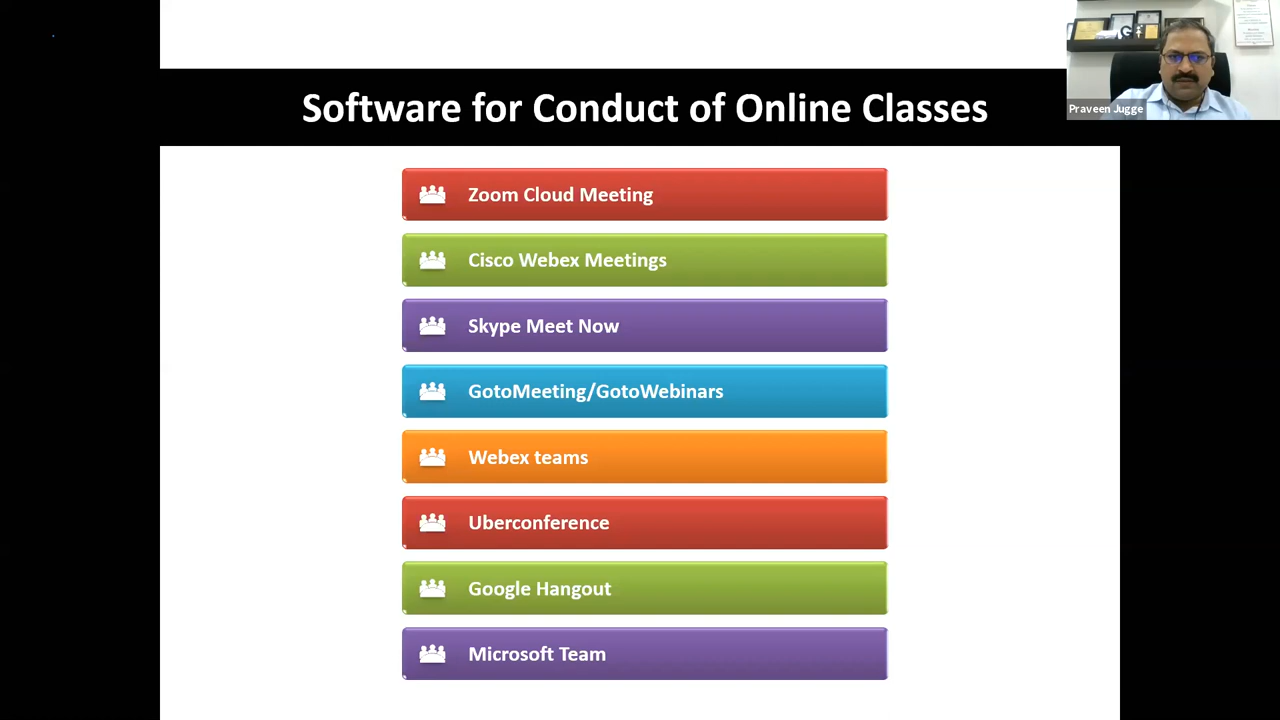 Software for Conduct of Online Classes
Praveen Jugge
Zoom Cloud Meeting
Cisco Webex Meetings
Skype Meet Now
GotoMeeting/GotoWebinars
Webex teams
Uberconference
Google Hangout
Microsoft Team